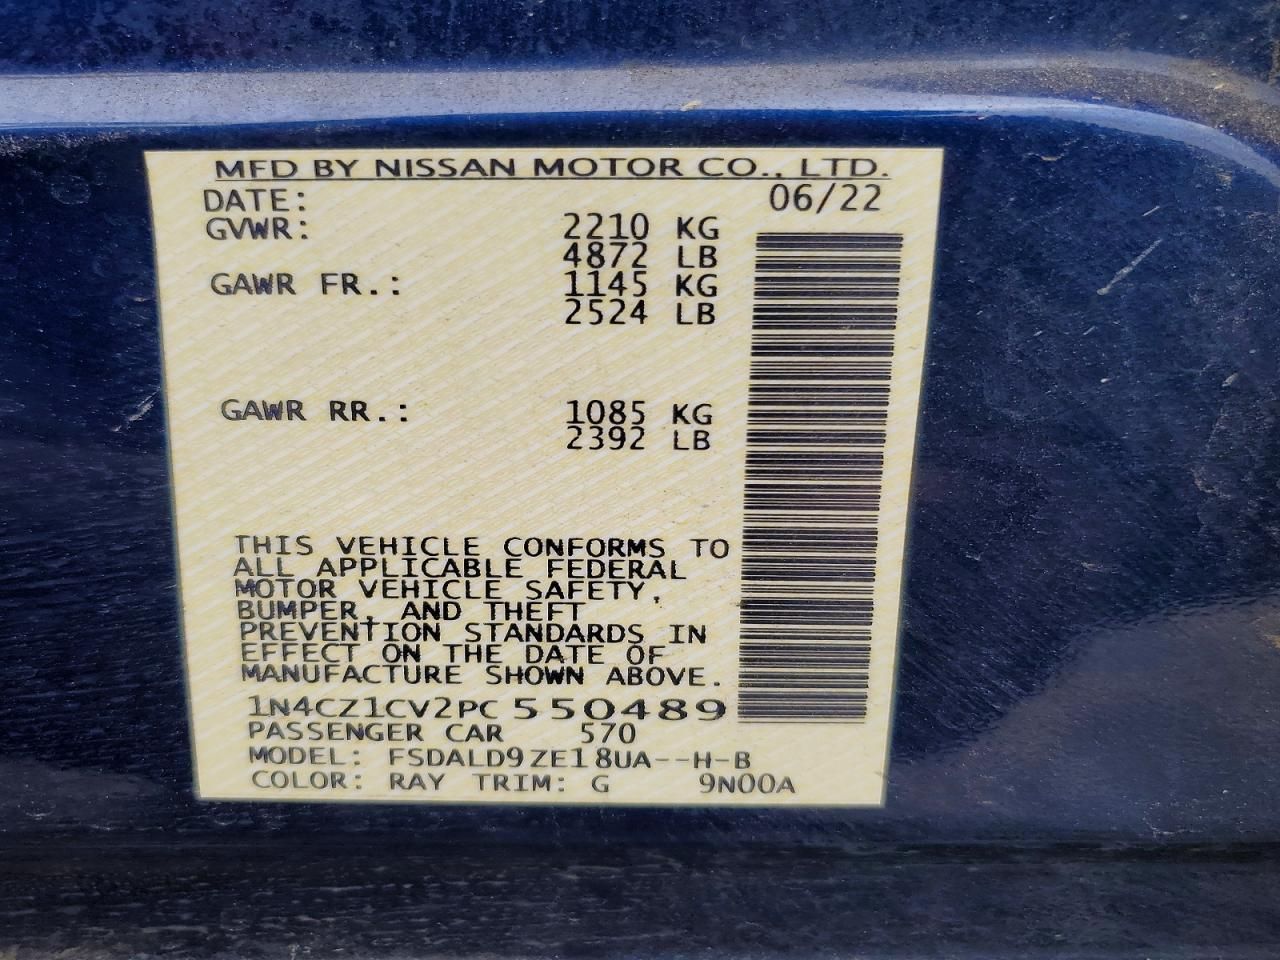 MFD BY NISSAN MOTOR CO., LTD.
DATE: 06/22
GVWR: 2210 KG
4872 LB
GAWR FR.: 1145 KG
2524 LB
GAWR RR.: 1085 KG
2392 LB
THIS VEHICLE CONFORMS TO
ALL APPLICABLE FEDERAL
MOTOR VEHICLE SAFETY,
BUMPER, AND THEFT
PREVENTION STANDARDS IN
EFFECT ON THE DATE OF
MANUFACTURE SHOWN ABOVE.
1N4CZ1CV2PC550489
PASSENGER CAR 570
MODEL: FSDALD9ZE18UA--H-B
COLOR: RAY TRIM: G 9N00A